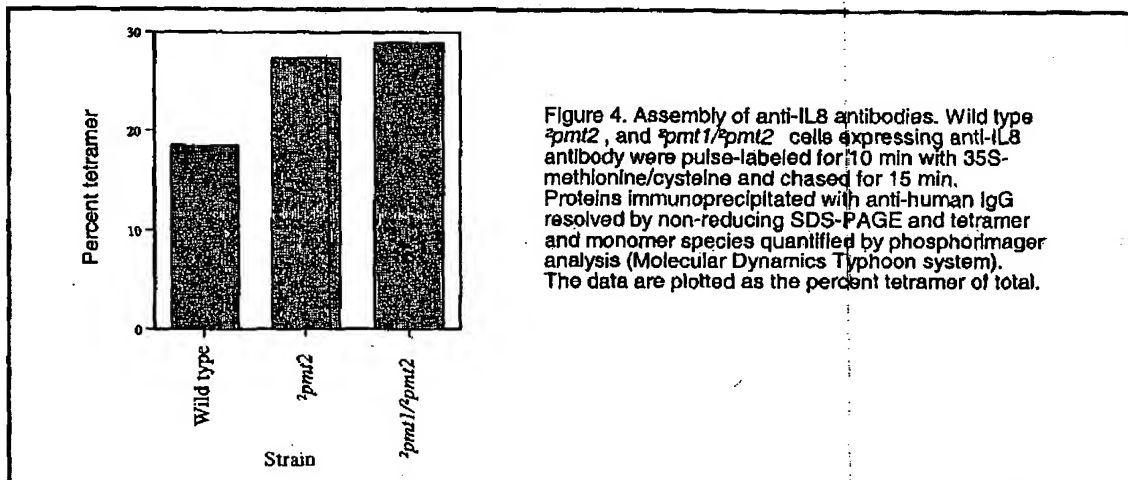 30
20
10
0
Percent tetramer
Wild type
²pmt2
²pmt1/²pmt2
Strain
Figure 4. Assembly of anti-IL8 antibodies. Wild type
²pmt2 , and ²pmt1/²pmt2 cells expressing anti-IL8
antibody were pulse-labeled for 10 min with 35S-
methionine/cysteine and chased for 15 min.
Proteins immunoprecipitated with anti-human IgG
resolved by non-reducing SDS-PAGE and tetramer
and monomer species quantified by phosphorimager
analysis (Molecular Dynamics Typhoon system).
The data are plotted as the percent tetramer of total.